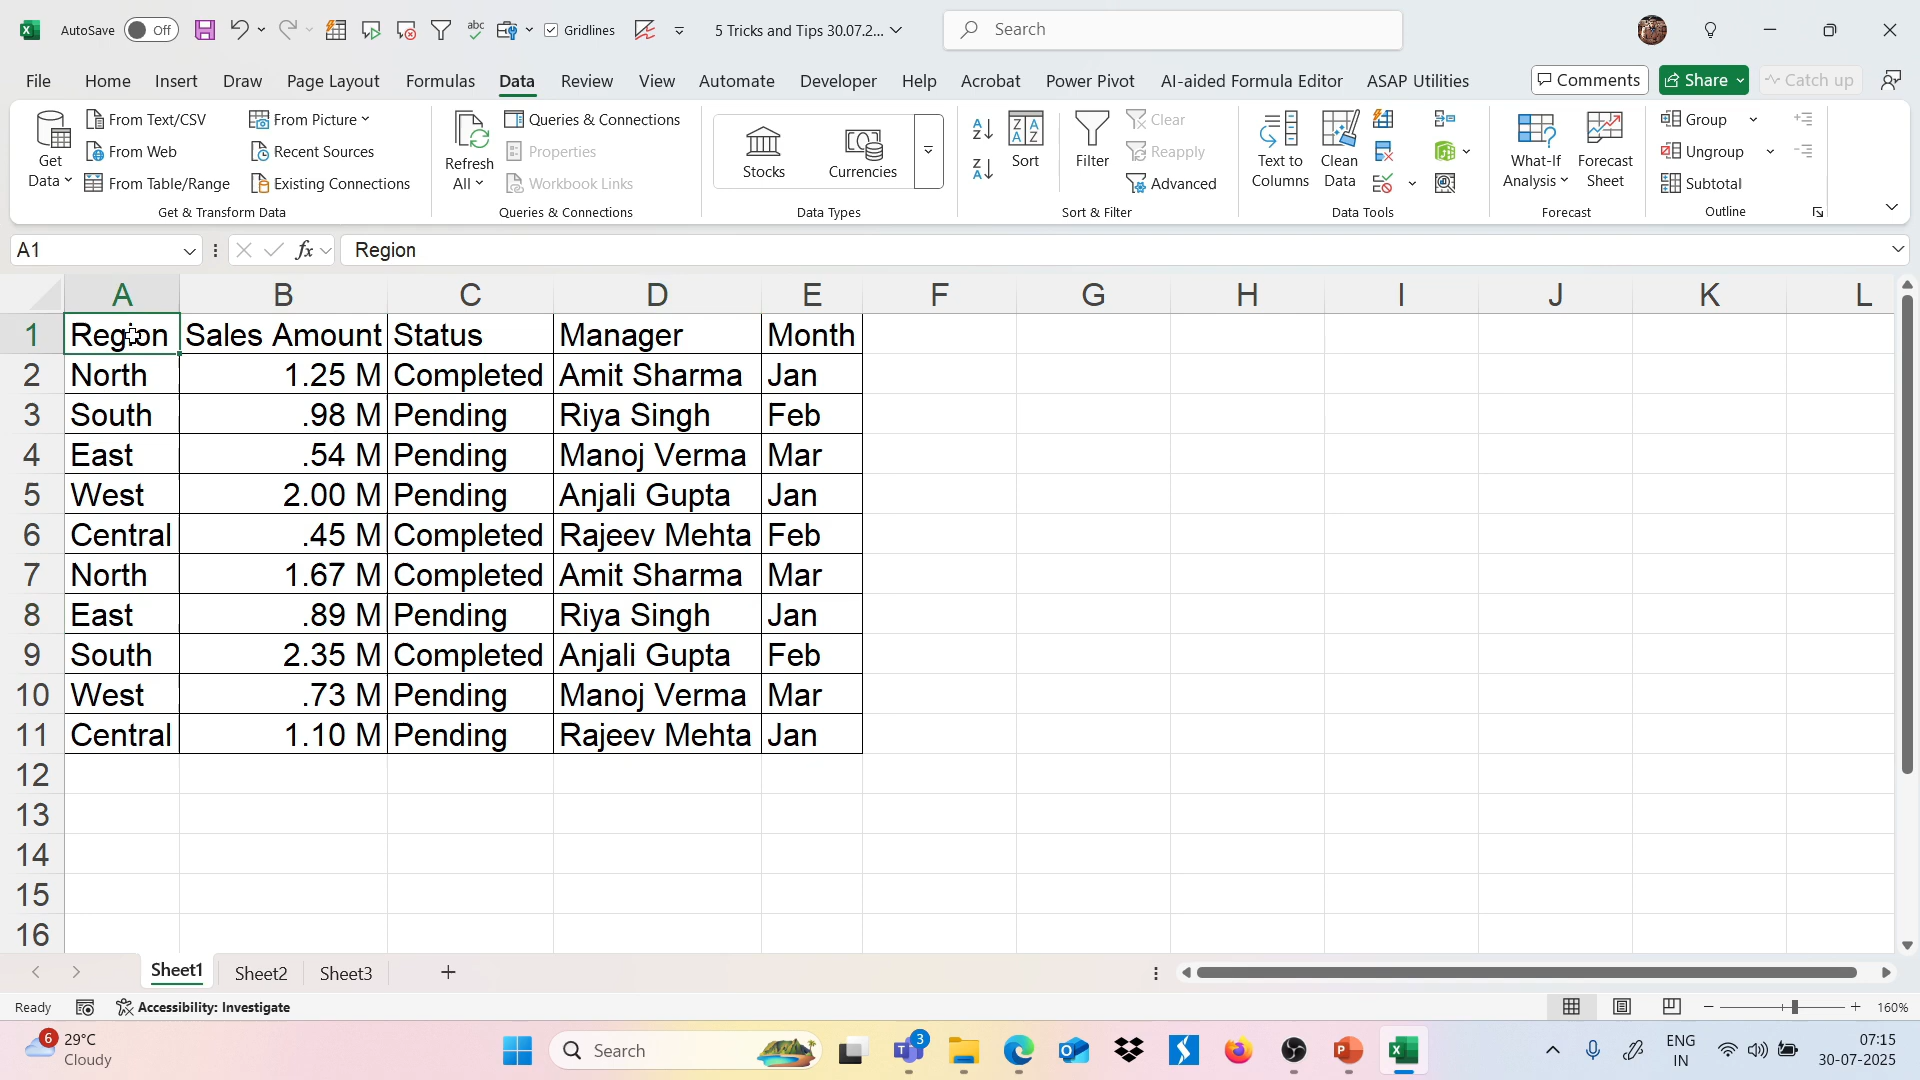 AutoSave Off Gridlines 5 Tricks and Tips 30.07.2... Search
File Home Insert Draw Page Layout Formulas Data Review View Automate Developer Help Acrobat Power Pivot AI-aided Formula Editor ASAP Utilities Comments Share Catch up
Get Data
From Text/CSV
From Web
From Table/Range
From Picture
Recent Sources
Existing Connections
Get & Transform Data
Refresh All
Queries & Connections
Properties
Workbook Links
Queries & Connections
Stocks Currencies
Data Types
Sort
Filter
Clear
Reapply
Advanced
Sort & Filter
Text to Columns
Clean Data
Data Tools
What-If Analysis
Forecast Sheet
Forecast
Group
Ungroup
Subtotal
Outline
A1 fx Region
A B C D E F G H I J K L
1 Region Sales Amount Status Manager Month
2 North 1.25 M Completed Amit Sharma Jan
3 South .98 M Pending Riya Singh Feb
4 East .54 M Pending Manoj Verma Mar
5 West 2.00 M Pending Anjali Gupta Jan
6 Central .45 M Completed Rajeev Mehta Feb
7 North 1.67 M Completed Amit Sharma Mar
8 East .89 M Pending Riya Singh Jan
9 South 2.35 M Completed Anjali Gupta Feb
10 West .73 M Pending Manoj Verma Mar
11 Central 1.10 M Pending Rajeev Mehta Jan
12
13
14
15
16
Sheet1 Sheet2 Sheet3
Ready Accessibility: Investigate 160%
6 29°C
Cloudy
Search
3
ENG
IN
07:15
30-07-2025